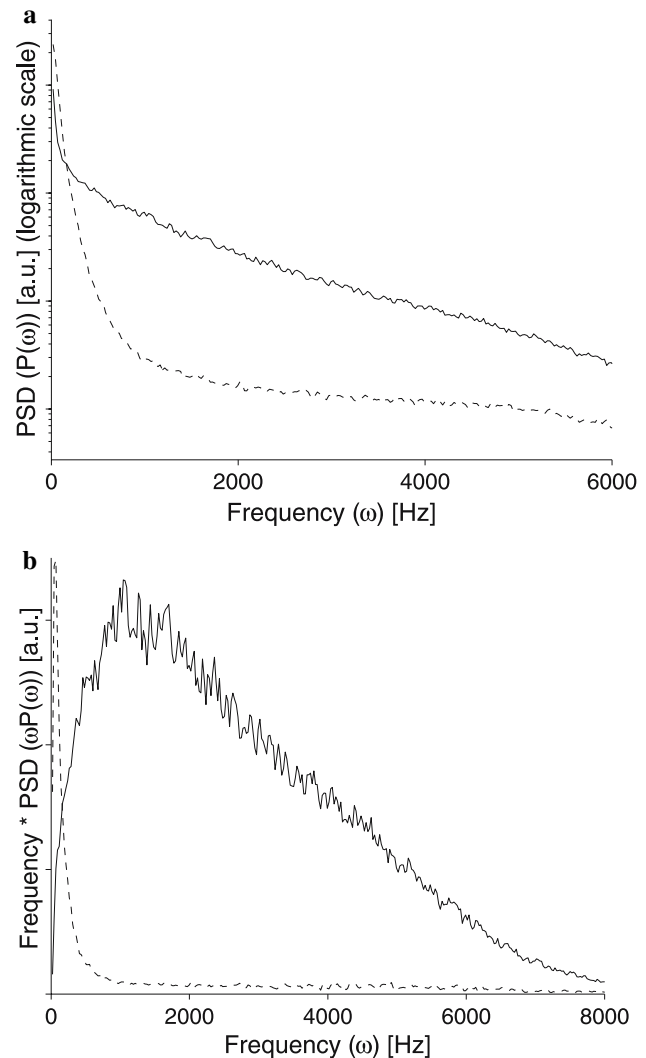 a
PSD (P(ω)) [a.u.] (logarithmic scale)
0
2000
4000
6000
Frequency (ω) [Hz]
b
Frequency * PSD (ωP(ω)) [a.u.]
0
2000
4000
6000
8000
Frequency (ω) [Hz]